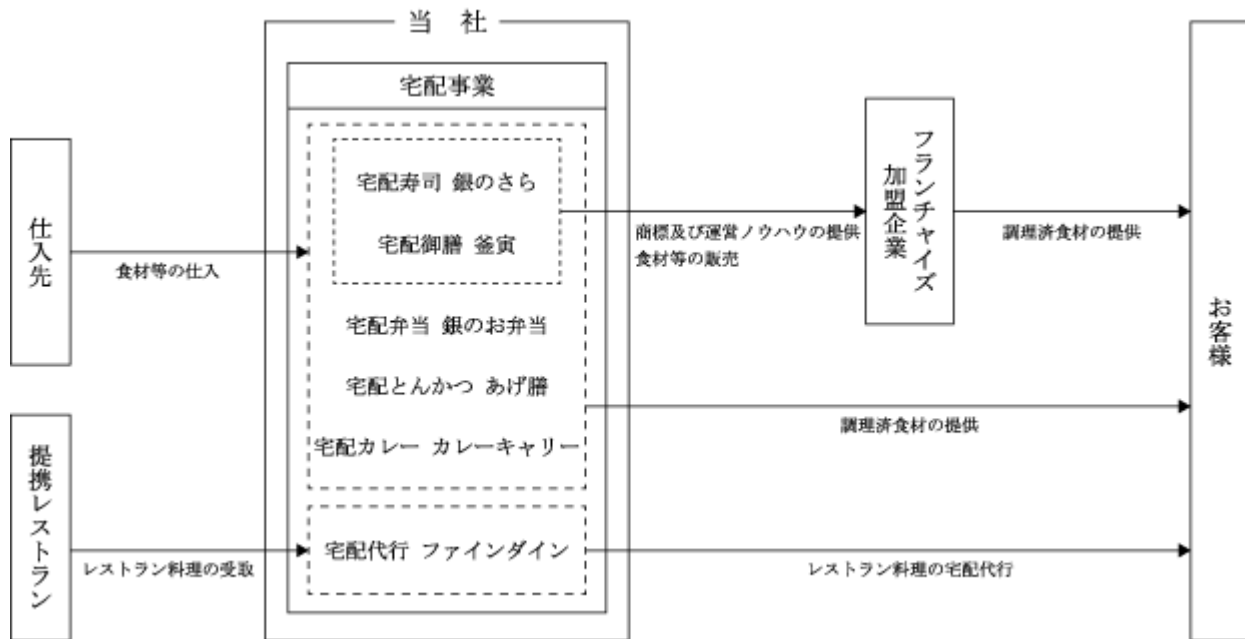 当 社
宅配事業
仕入先
食材等の仕入
宅配寿司 銀のさら
宅配御膳 釜寅
宅配弁当 銀のお弁当
宅配とんかつ あげ膳
宅配カレー カレーキャリー
商標及び運営ノウハウの提供
食材等の販売
フランチャイズ
加盟企業
調理済食材の提供
調理済食材の提供
お客様
提携レストラン
レストラン料理の受取
宅配代行 ファインダイン
レストラン料理の宅配代行